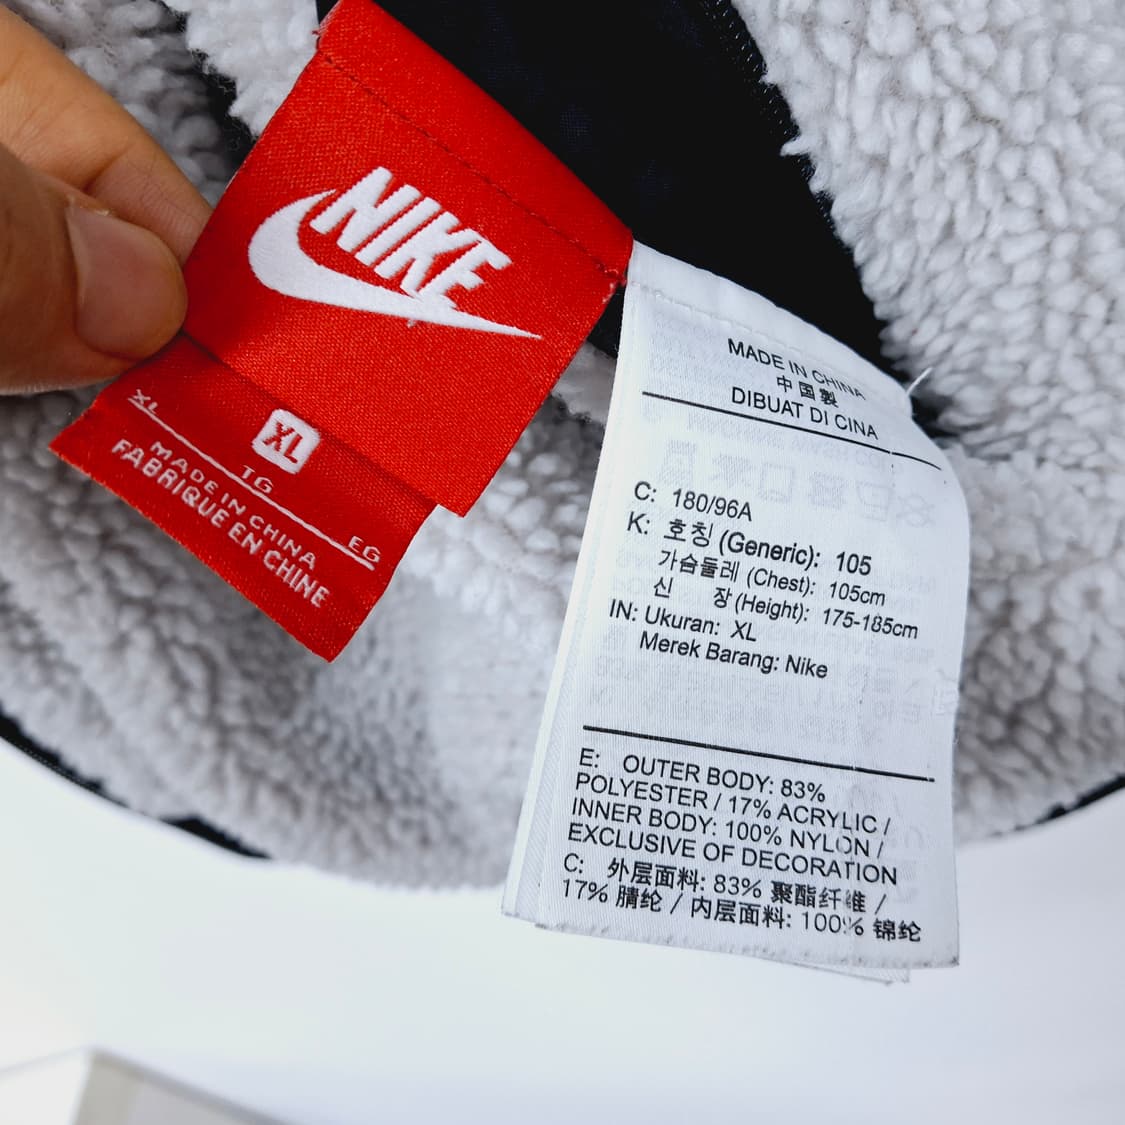 NIKE
XL
XL
TG
EG
MADE IN CHINA
FABRIQUE EN CHINE
MADE IN CHINA
中国製
DIBUAT DI CINA
C: 180/96A
K: 호칭 (Generic): 105
가슴둘레 (Chest): 105cm
신 장 (Height): 175-185cm
IN: Ukuran: XL
Merek Barang: Nike
E: OUTER BODY: 83%
POLYESTER / 17% ACRYLIC /
INNER BODY: 100% NYLON /
EXCLUSIVE OF DECORATION
C: 外层面料: 83% 聚酯纤维 /
17% 腈纶 / 内层面料: 100% 锦纶